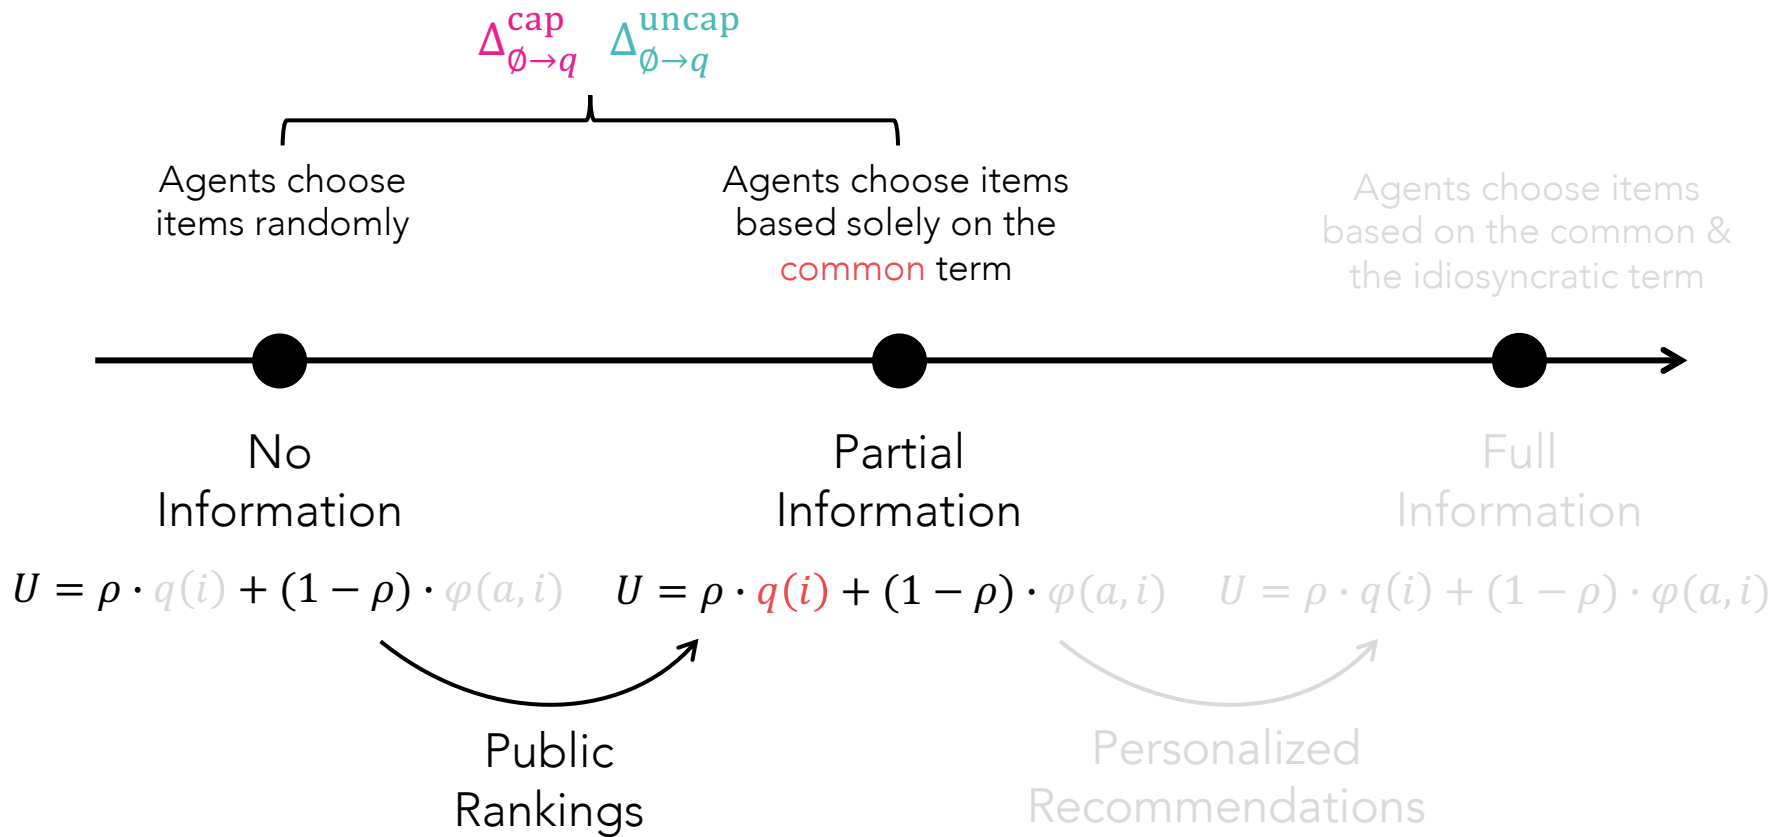 Δ^cap_∅→q Δ^uncap_∅→q
Agents choose
items randomly
Agents choose items
based solely on the
common term
Agents choose items
based on the common &
the idiosyncratic term
No
Information
Partial
Information
Full
Information
U = ρ · q(i) + (1 − ρ) · φ(a, i)
U = ρ · q(i) + (1 − ρ) · φ(a, i)
U = ρ · q(i) + (1 − ρ) · φ(a, i)
Public
Rankings
Personalized
Recommendations